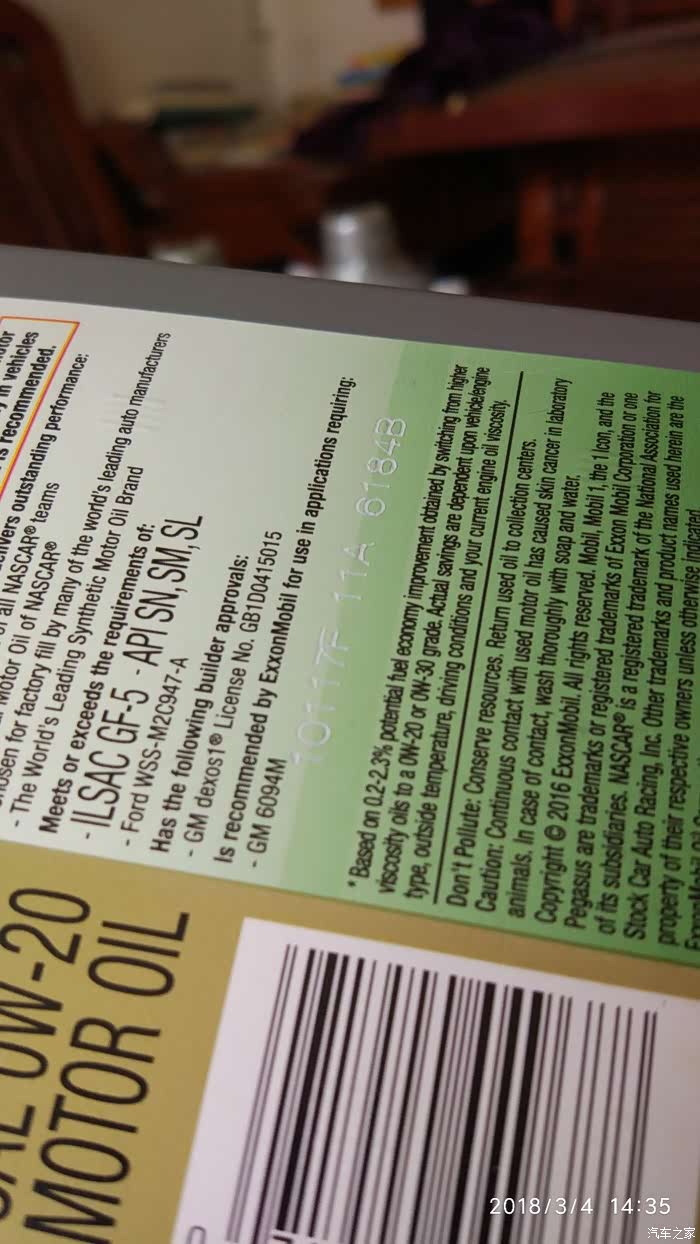 in vehicles
is recommended.
outstanding performance:
all NASCAR® teams
Motor Oil of NASCAR®
for factory fill by many of the world's leading auto manufacturers
- The World's Leading Synthetic Motor Oil Brand
Meets or exceeds the requirements of:
- ILSAC GF-5 - API SN, SM, SL
- Ford WSS-M2C947-A
Has the following builder approvals:
- GM dexos1® License No. GB1D0415015
Is recommended by ExxonMobil for use in applications requiring:
- GM 6094M
10117F 11A 6184B
* Based on 0.2-2.3% potential fuel economy improvement obtained by switching from higher
viscosity oils to a 0W-20 or 0W-30 grade. Actual savings are dependent upon vehicle/engine
type, outside temperature, driving conditions and your current engine oil viscosity.
Don't Pollute: Conserve resources. Return used oil to collection centers.
Caution: Continuous contact with used motor oil has caused skin cancer in laboratory
animals. In case of contact, wash thoroughly with soap and water.
Copyright © 2016 ExxonMobil. All rights reserved. Mobil, Mobil 1, the 1 Icon, and the
Pegasus are trademarks or registered trademarks of Exxon Mobil Corporation or one
of its subsidiaries. NASCAR® is a registered trademark of the National Association for
Stock Car Auto Racing, Inc. Other trademarks and product names used herein are the
property of their respective owners unless otherwise indicated.
0W-20
MOTOR OIL
2018/3/4 14:35
汽车之家